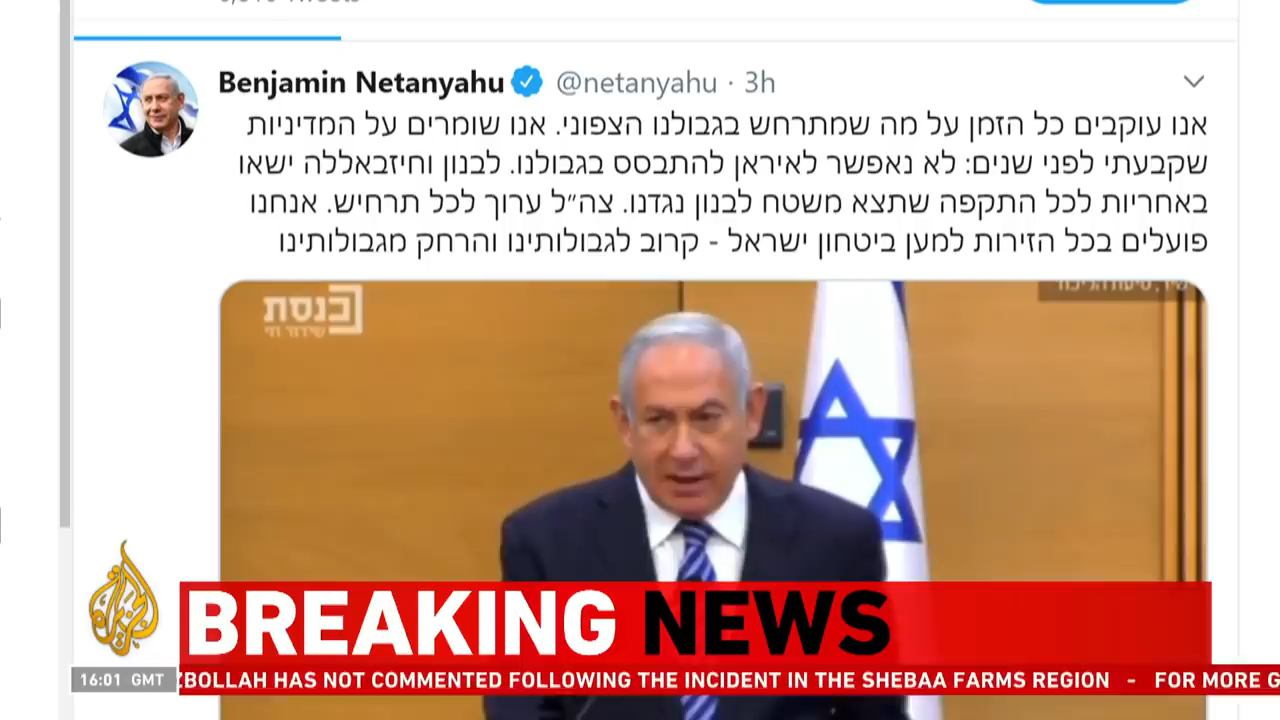 Benjamin Netanyahu @netanyahu · 3h
אנו עוקבים כל הזמן על מה שמתרחש בגבולנו הצפוני. אנו שומרים על המדיניות
שקבעתי לפני שנים: לא נאפשר לאיראן להתבסס בגבולנו. לבנון וחיזבאללה ישאו
באחריות לכל התקפה שתצא משטח לבנון נגדנו. צה״ל ערוך לכל תרחיש. אנחנו
פועלים בכל הזירות למען ביטחון ישראל - קרוב לגבולותינו והרחק מגבולותינו
כנסת
שידור חי
BREAKING NEWS
16:01 GMT
ZBOLLAH HAS NOT COMMENTED FOLLOWING THE INCIDENT IN THE SHEBAA FARMS REGION - FOR MORE G